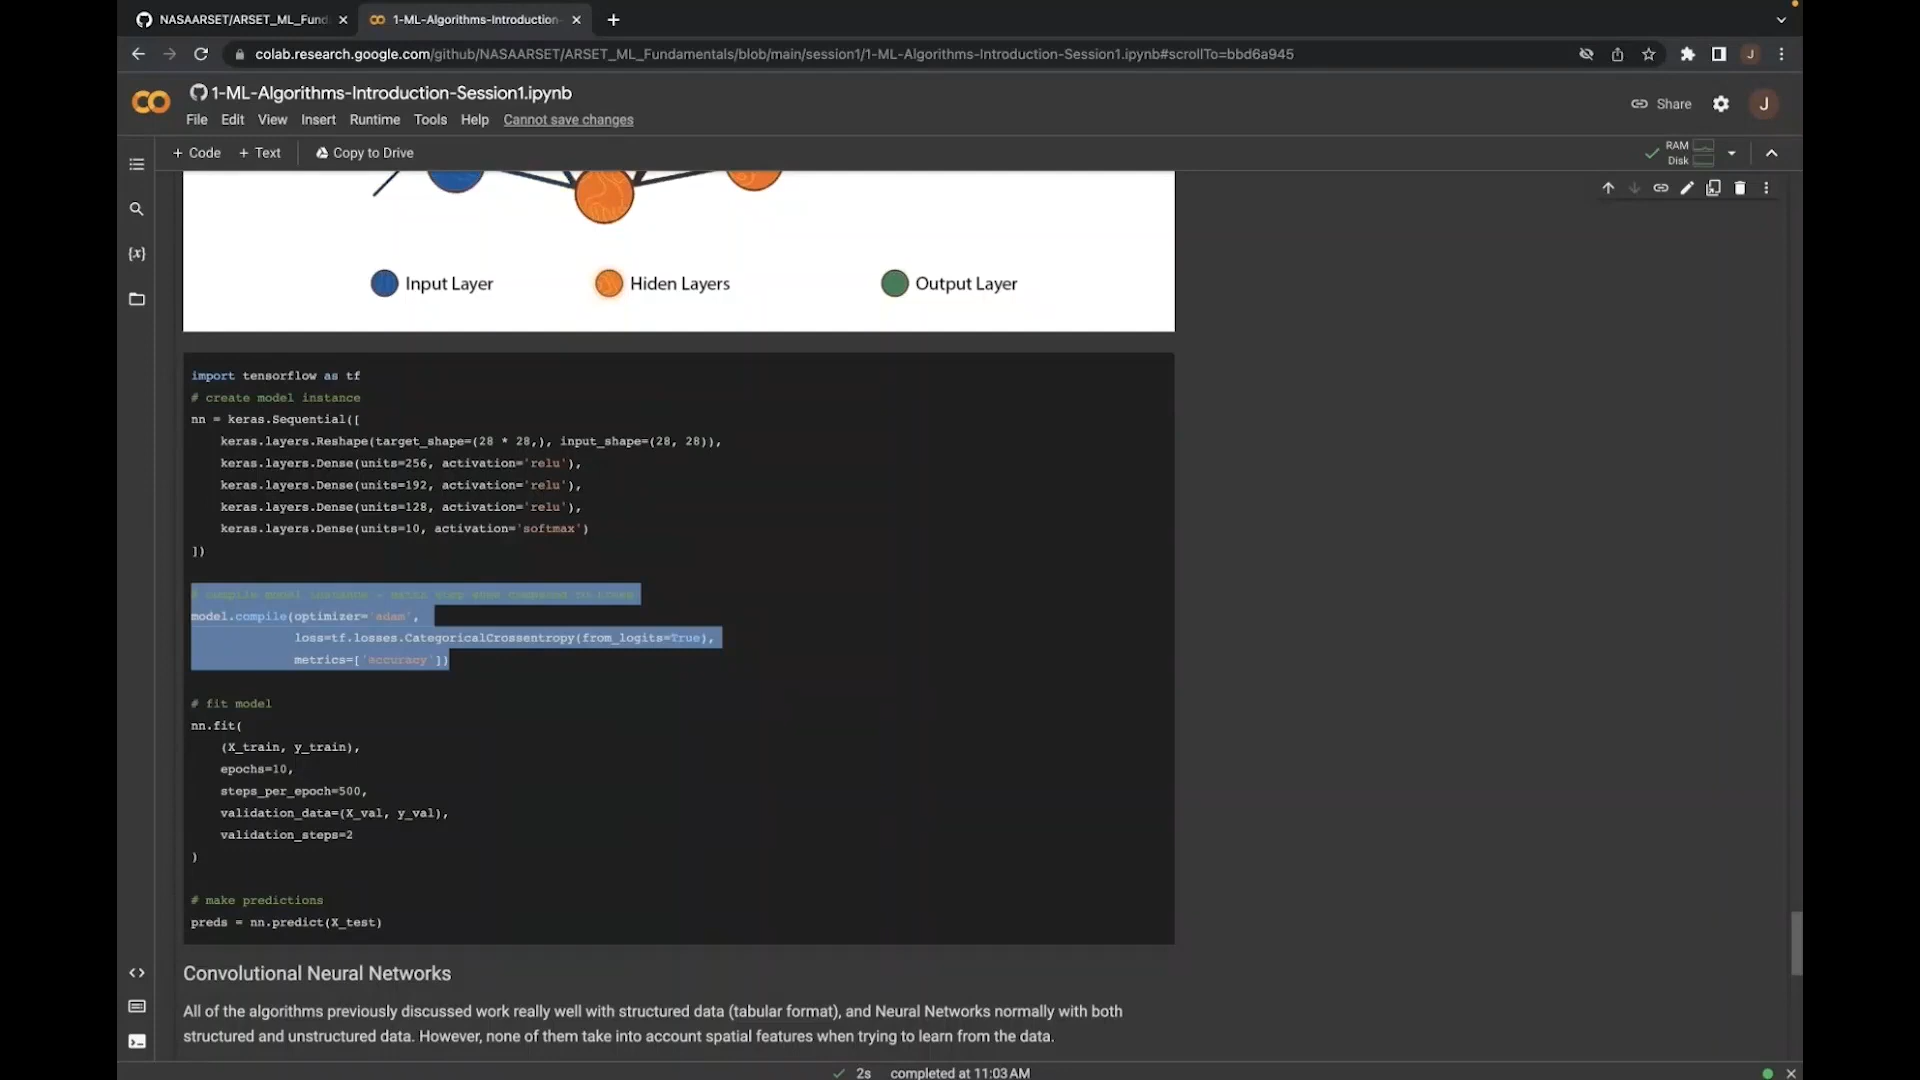 NASAARSET/ARSET_ML_Fund
1-ML-Algorithms-Introduction-
colab.research.google.com/github/NASAARSET/ARSET_ML_Fundamentals/blob/main/session1/1-ML-Algorithms-Introduction-Session1.ipynb#scrollTo=bbd6a945
J
1-ML-Algorithms-Introduction-Session1.ipynb
Share
J
File Edit View Insert Runtime Tools Help Cannot save changes
+ Code + Text Copy to Drive
RAM
Disk
{x}
Input Layer
Hiden Layers
Output Layer
import tensorflow as tf
# create model instance
nn = keras.Sequential([
keras.layers.Reshape(target_shape=(28 * 28,), input_shape=(28, 28)),
keras.layers.Dense(units=256, activation='relu'),
keras.layers.Dense(units=192, activation='relu'),
keras.layers.Dense(units=128, activation='relu'),
keras.layers.Dense(units=10, activation='softmax')
])
# compile model instance - extra step when compared to
model.compile(optimizer='adam',
loss=tf.losses.CategoricalCrossentropy(from_logits=True),
metrics=['accuracy'])
# fit model
nn.fit(
(X_train, y_train),
epochs=10,
steps_per_epoch=500,
validation_data=(X_val, y_val),
validation_steps=2
)
# make predictions
preds = nn.predict(X_test)
Convolutional Neural Networks
All of the algorithms previously discussed work really well with structured data (tabular format), and Neural Networks normally with both
structured and unstructured data. However, none of them take into account spatial features when trying to learn from the data.
2s completed at 11:03 AM